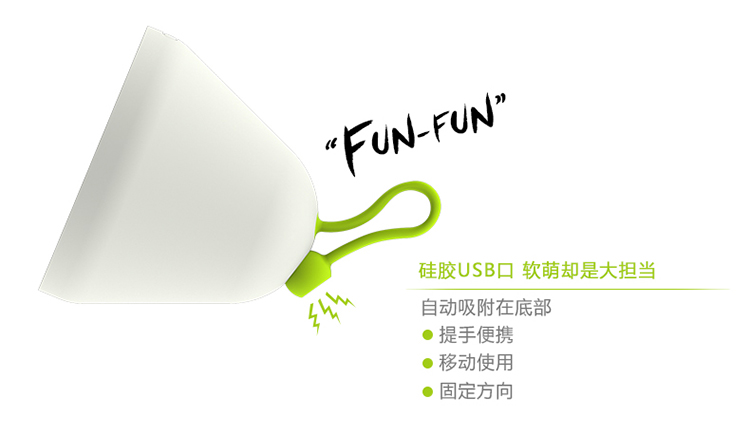 “FUN-FUN”
硅胶USB口 软萌却是大担当
自动吸附在底部
提手便携
移动使用
固定方向